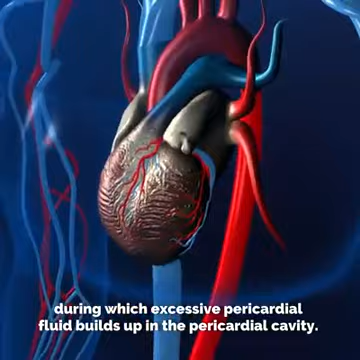 during which excessive pericardial
fluid builds up in the pericardial cavity.